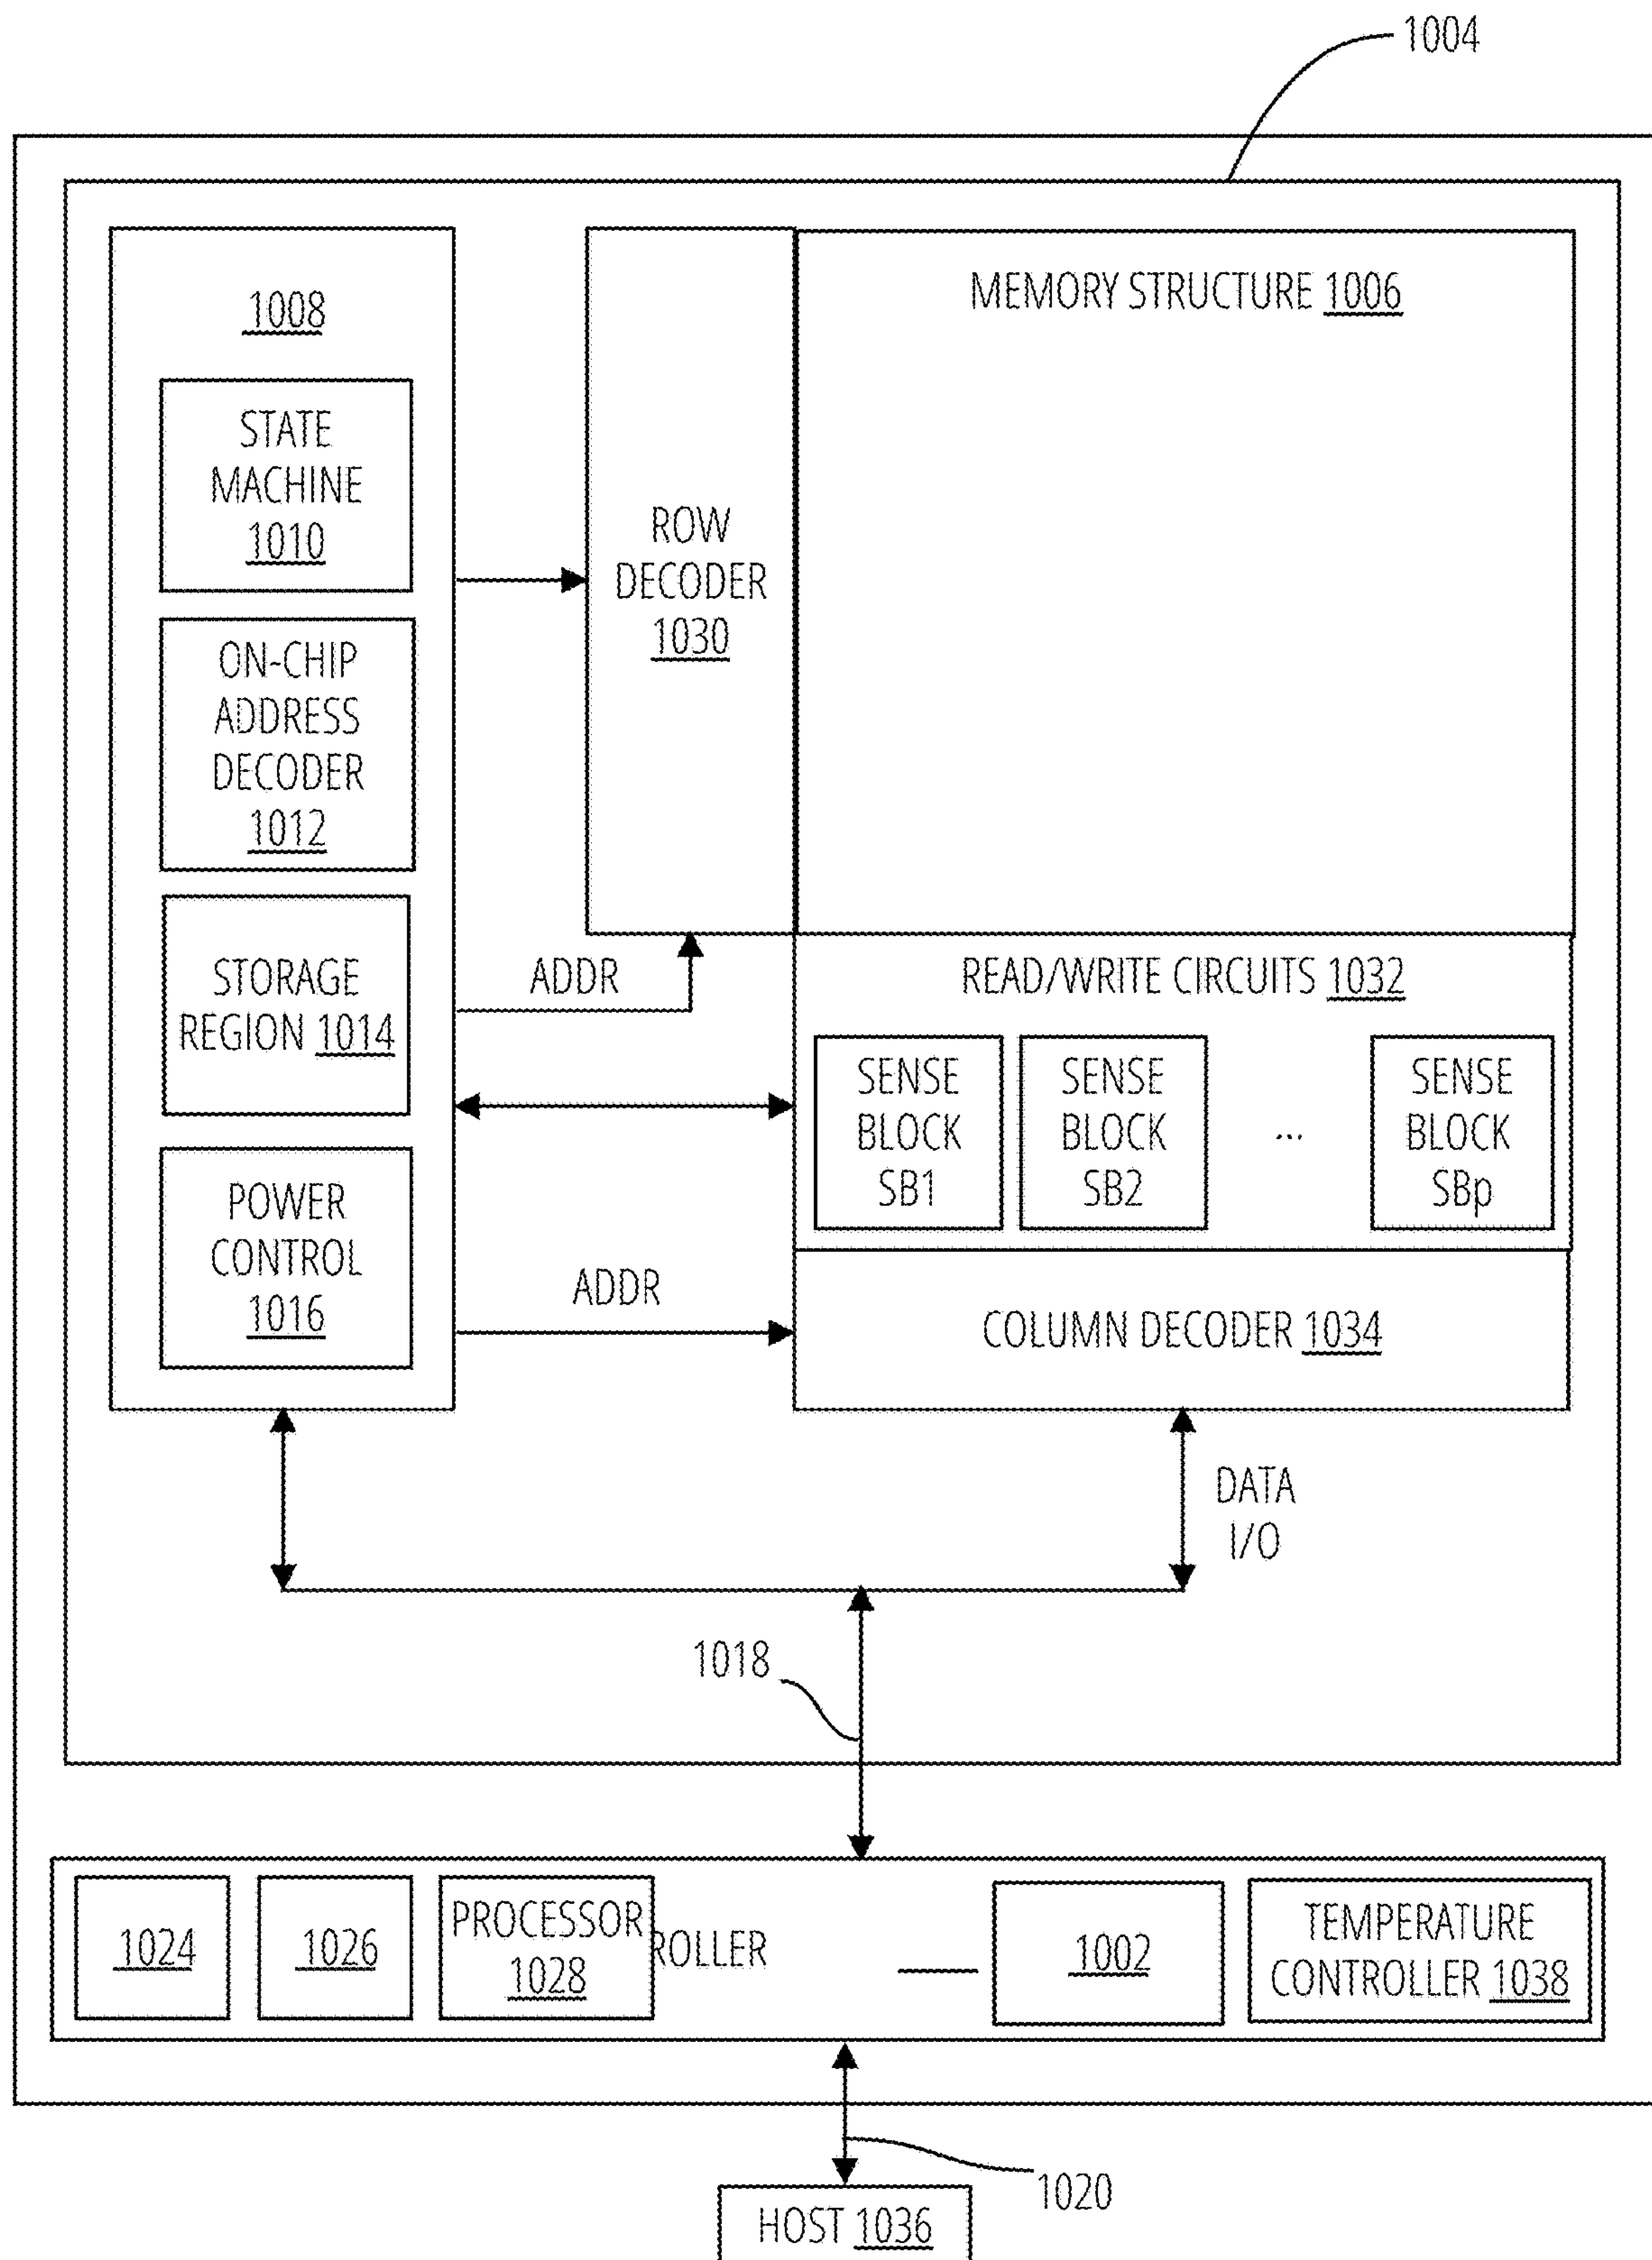 1004
1008
STATE
MACHINE
1010
ON-CHIP
ADDRESS
DECODER
1012
STORAGE
REGION 1014
POWER
CONTROL
1016
ROW
DECODER
1030
MEMORY STRUCTURE 1006
ADDR
READ/WRITE CIRCUITS 1032
SENSE
BLOCK
SB1
SENSE
BLOCK
SB2
...
SENSE
BLOCK
SBp
ADDR
COLUMN DECODER 1034
DATA
I/O
1018
1024
1026
PROCESSOR
1028
ROLLER
1002
TEMPERATURE
CONTROLLER 1038
1020
HOST 1036